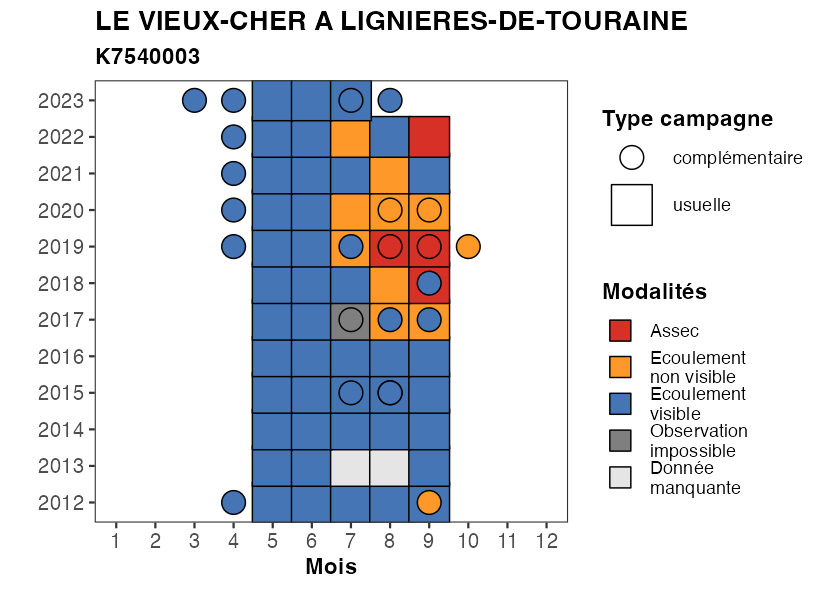 LE VIEUX-CHER A LIGNIERES-DE-TOURAINE
K7540003
2023
2022
2021
2020
2019
2018
2017
2016
2015
2014
2013
2012
1 2 3 4 5 6 7 8 9 10 11 12
Mois
Type campagne
complémentaire
usuelle
Modalités
Assec
Ecoulement
non visible
Ecoulement
visible
Observation
impossible
Donnée
manquante